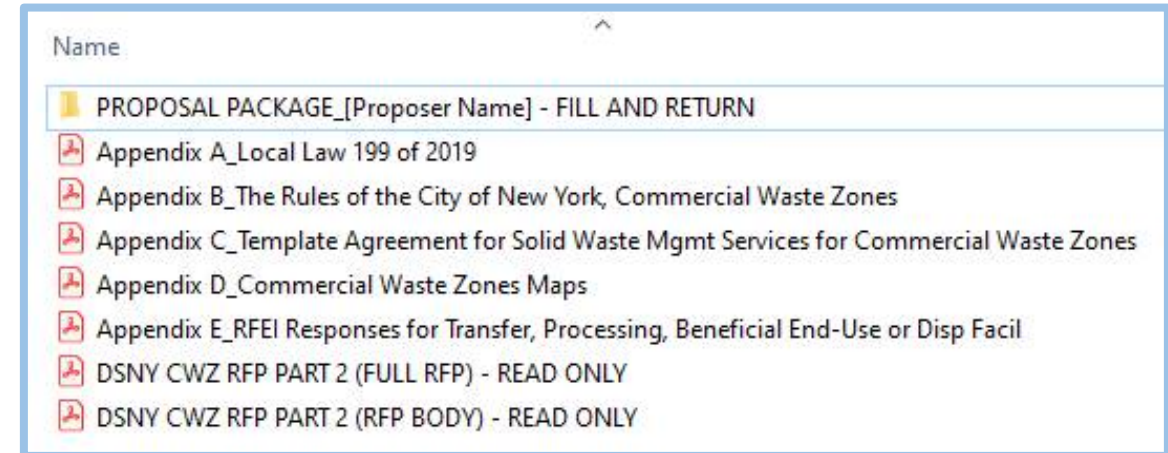 Name
PROPOSAL PACKAGE_[Proposer Name] - FILL AND RETURN
Appendix A_Local Law 199 of 2019
Appendix B_The Rules of the City of New York, Commercial Waste Zones
Appendix C_Template Agreement for Solid Waste Mgmt Services for Commercial Waste Zones
Appendix D_Commercial Waste Zones Maps
Appendix E_RFEI Responses for Transfer, Processing, Beneficial End-Use or Disp Facil
DSNY CWZ RFP PART 2 (FULL RFP) - READ ONLY
DSNY CWZ RFP PART 2 (RFP BODY) - READ ONLY